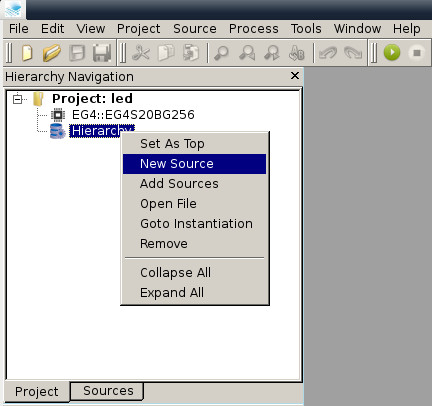 File Edit View Project Source Process Tools Window Help
Hierarchy Navigation
Project: led
EG4::EG4S20BG256
Hierarchy
Set As Top
New Source
Add Sources
Open File
Goto Instantiation
Remove
Collapse All
Expand All
Project Sources